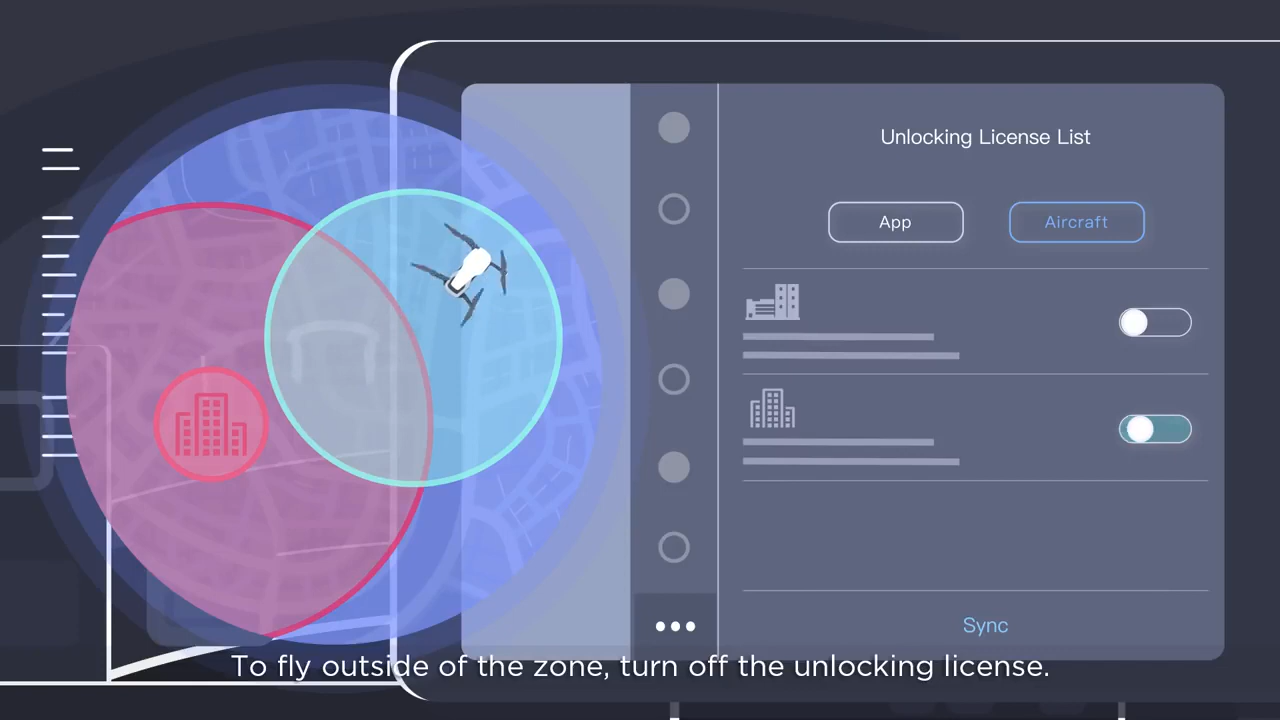 Unlocking License List
App
Aircraft
Sync
To fly outside of the zone, turn off the unlocking license.